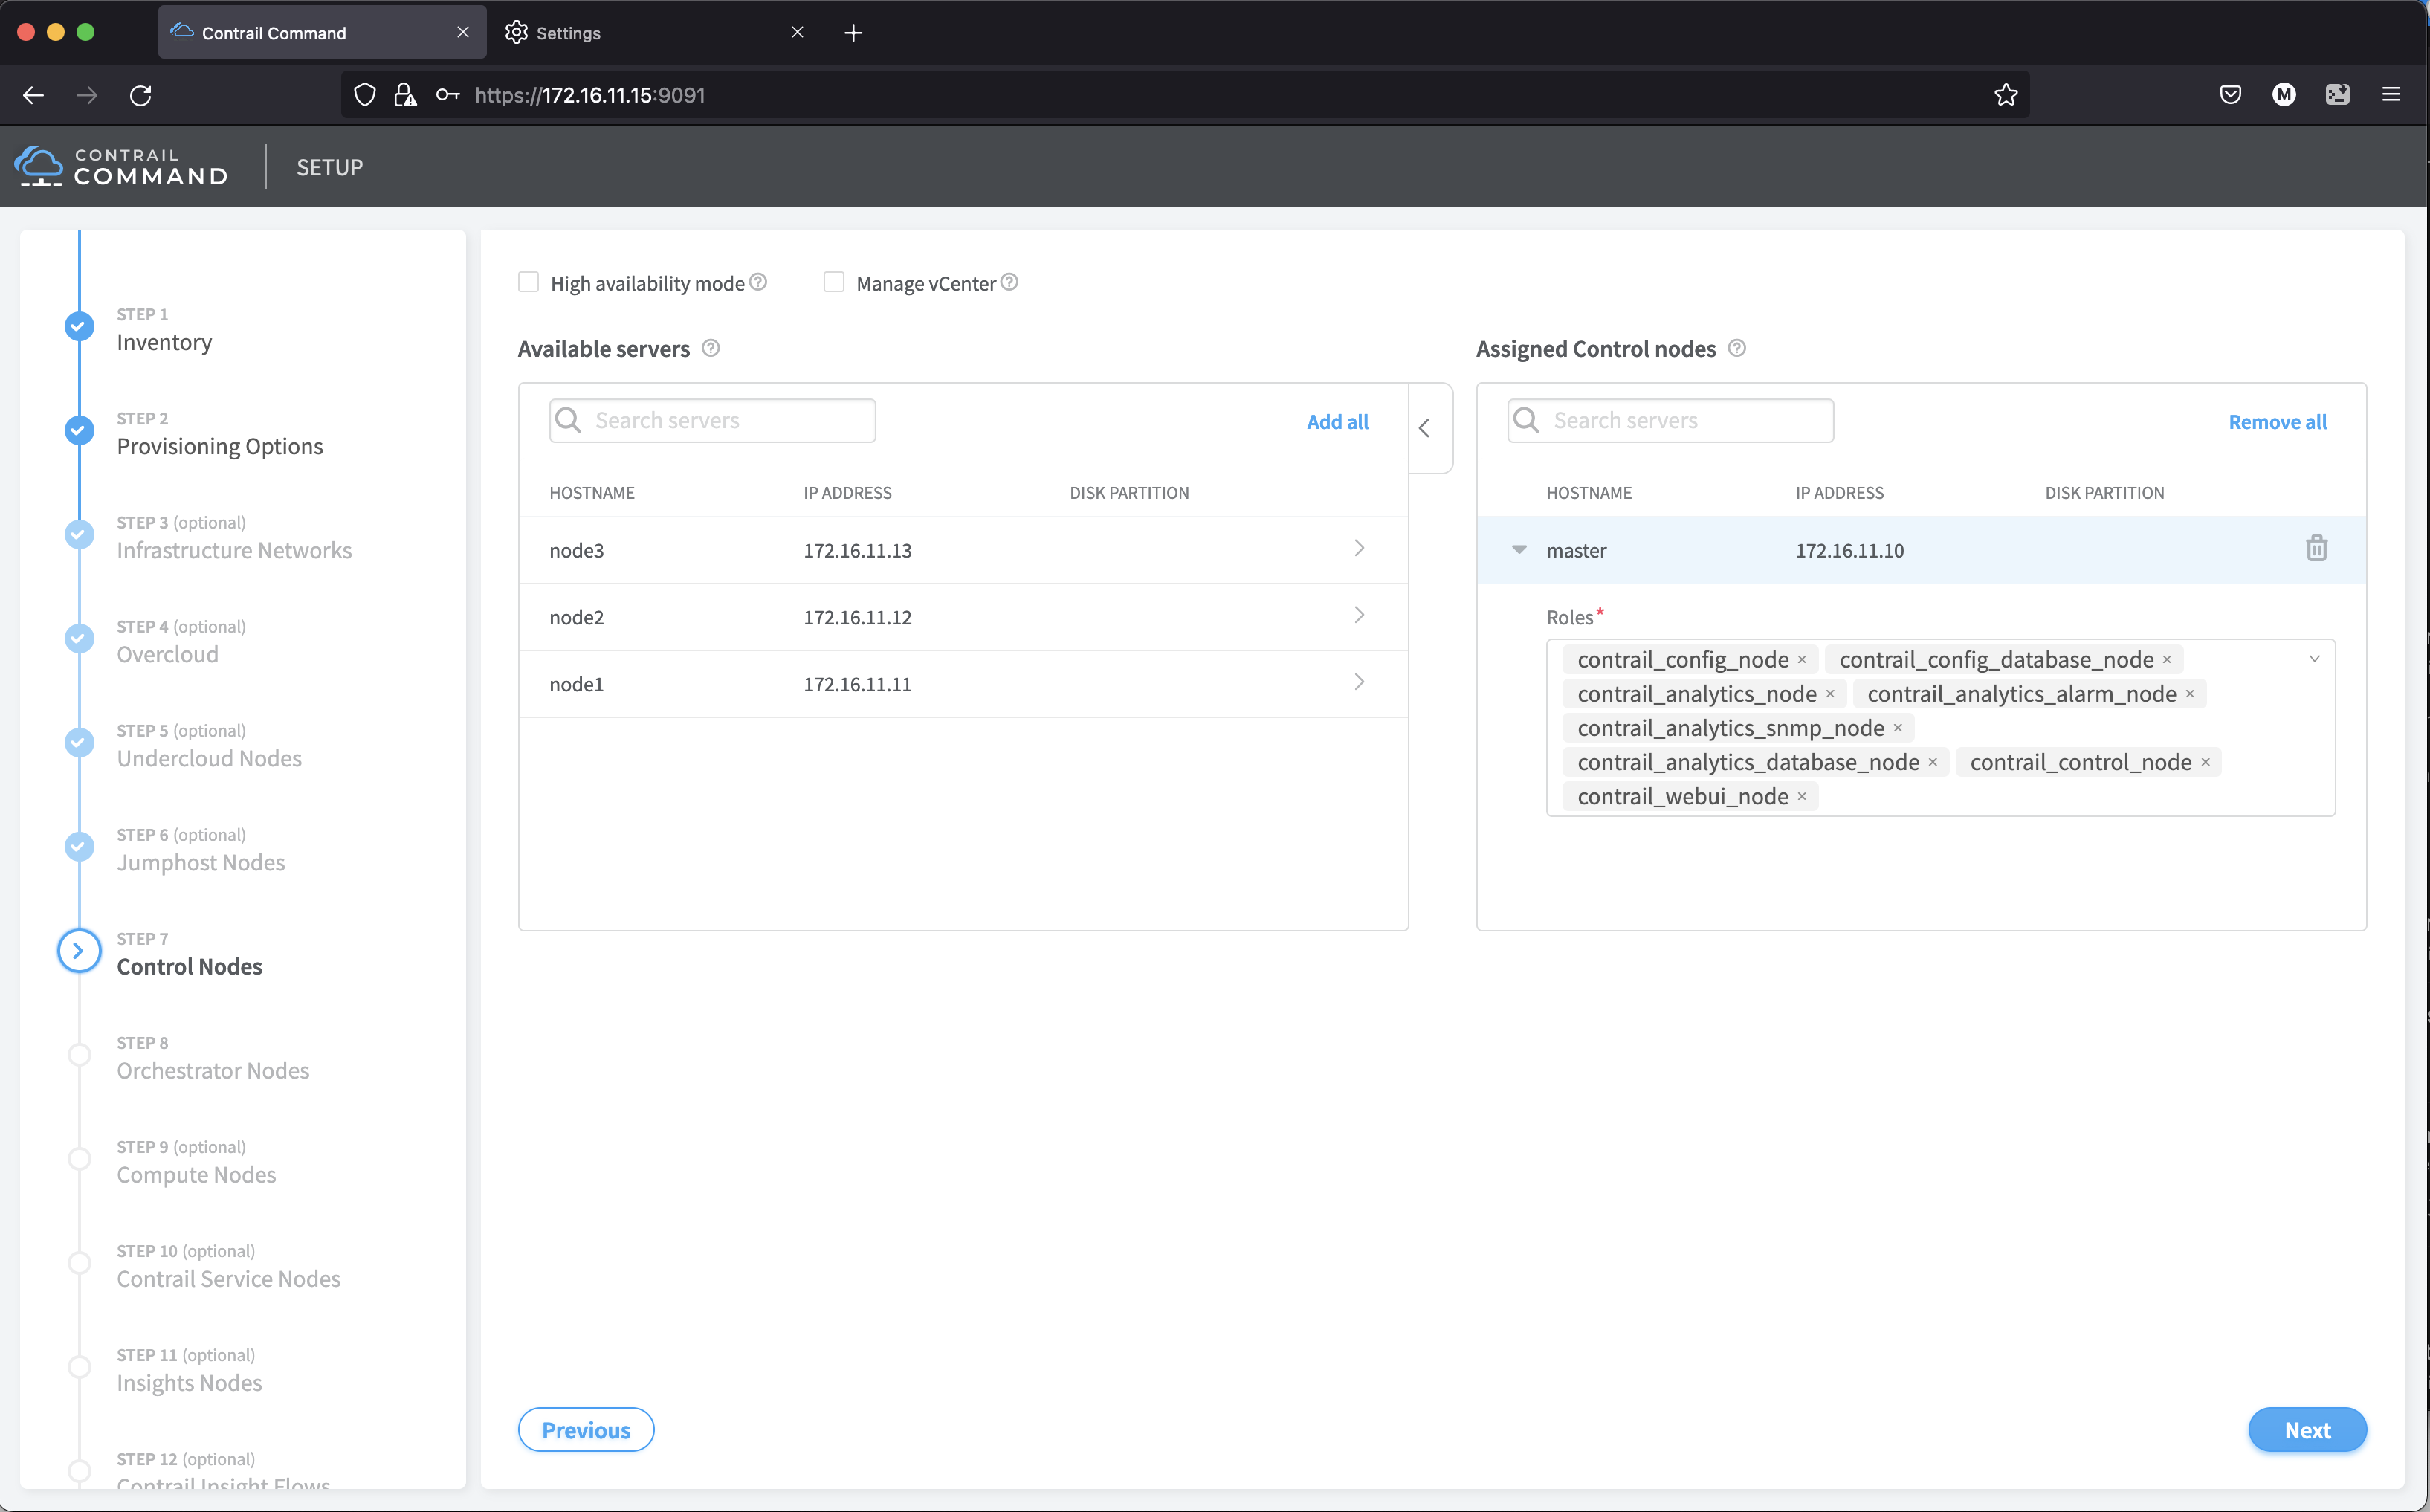 Contrail Command
Settings
https://172.16.11.15:9091
M
CONTRAIL
COMMAND
SETUP
STEP 1
Inventory
STEP 2
Provisioning Options
STEP 3 (optional)
Infrastructure Networks
STEP 4 (optional)
Overcloud
STEP 5 (optional)
Undercloud Nodes
STEP 6 (optional)
Jumphost Nodes
STEP 7
Control Nodes
STEP 8
Orchestrator Nodes
STEP 9 (optional)
Compute Nodes
STEP 10 (optional)
Contrail Service Nodes
STEP 11 (optional)
Insights Nodes
STEP 12 (optional)
Contrail Insight Flows
High availability mode ? Manage vCenter ?
Available servers ?
Search servers Add all
HOSTNAME IP ADDRESS DISK PARTITION
node3 172.16.11.13
node2 172.16.11.12
node1 172.16.11.11
Assigned Control nodes ?
Search servers Remove all
HOSTNAME IP ADDRESS DISK PARTITION
master 172.16.11.10
Roles*
contrail_config_node × contrail_config_database_node ×
contrail_analytics_node × contrail_analytics_alarm_node ×
contrail_analytics_snmp_node ×
contrail_analytics_database_node × contrail_control_node ×
contrail_webui_node ×
Previous
Next